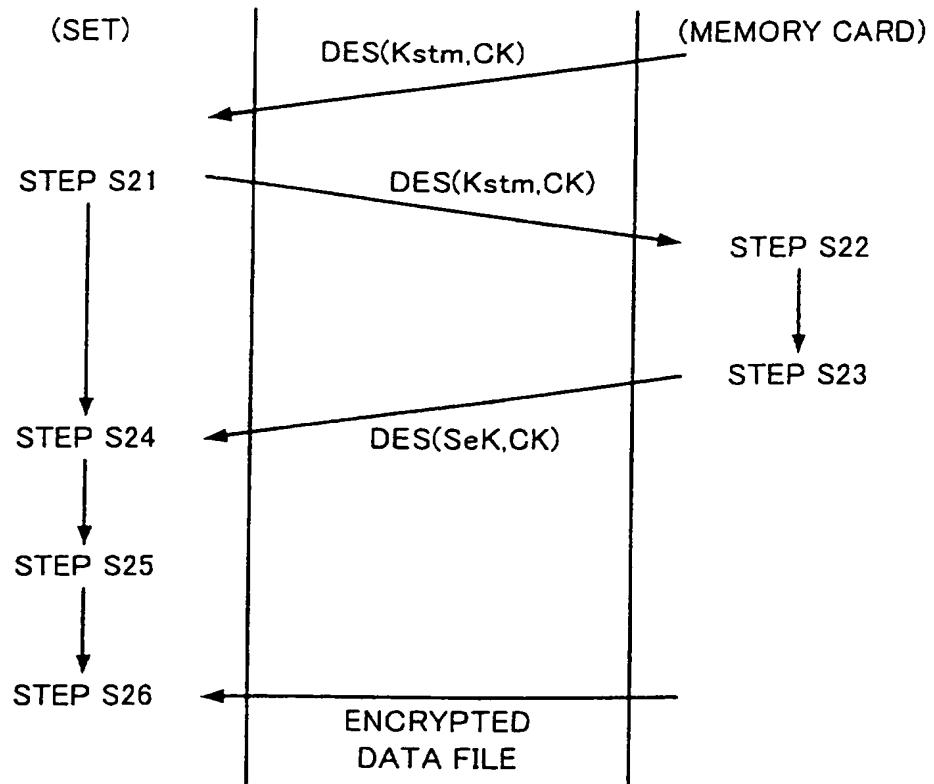 (SET)
(MEMORY CARD)
DES(Kstm,CK)
STEP S21
DES(Kstm,CK)
STEP S22
STEP S23
STEP S24
DES(SeK,CK)
STEP S25
STEP S26
ENCRYPTED
DATA FILE